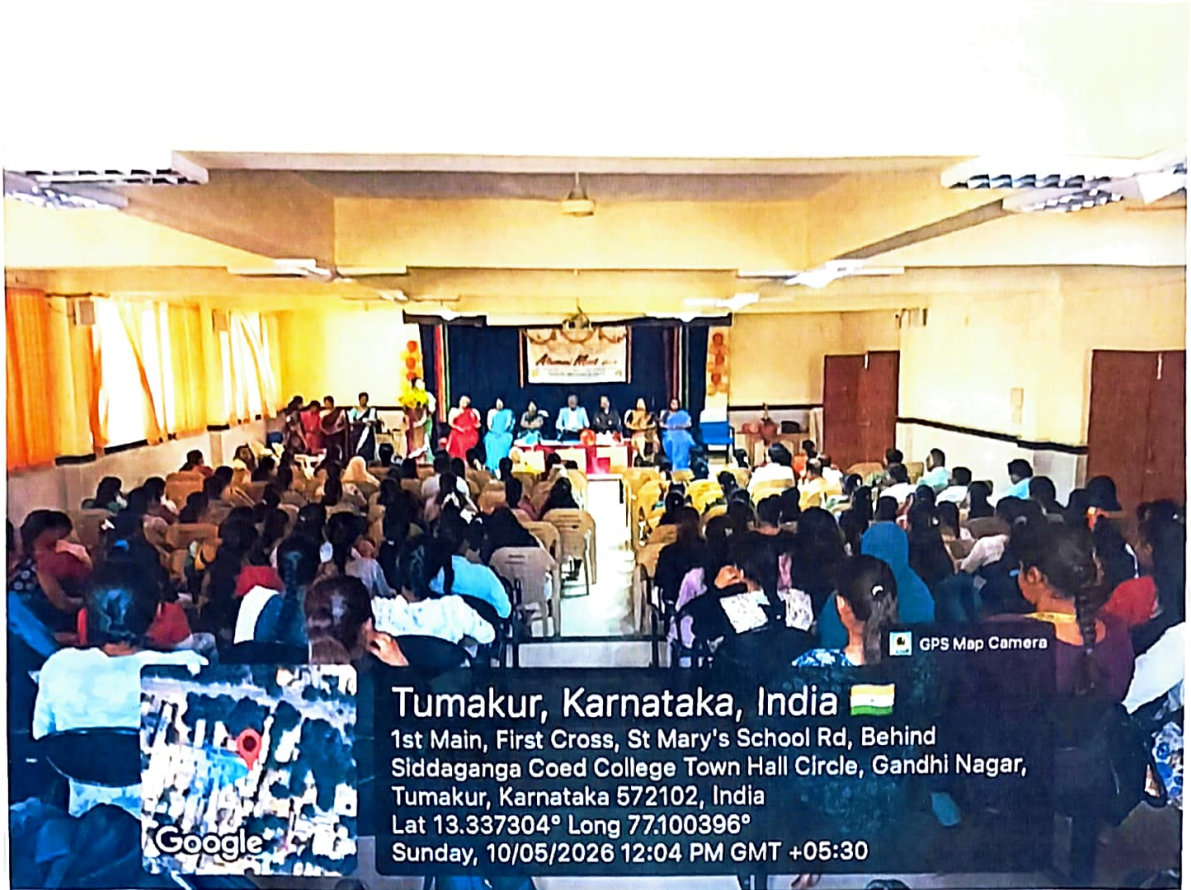 Alumni Meet
GPS Map Camera
Tumakur, Karnataka, India
1st Main, First Cross, St Mary's School Rd, Behind
Siddaganga Coed College Town Hall Circle, Gandhi Nagar,
Tumakur, Karnataka 572102, India
Lat 13.337304° Long 77.100396°
Sunday, 10/05/2026 12:04 PM GMT +05:30
Google